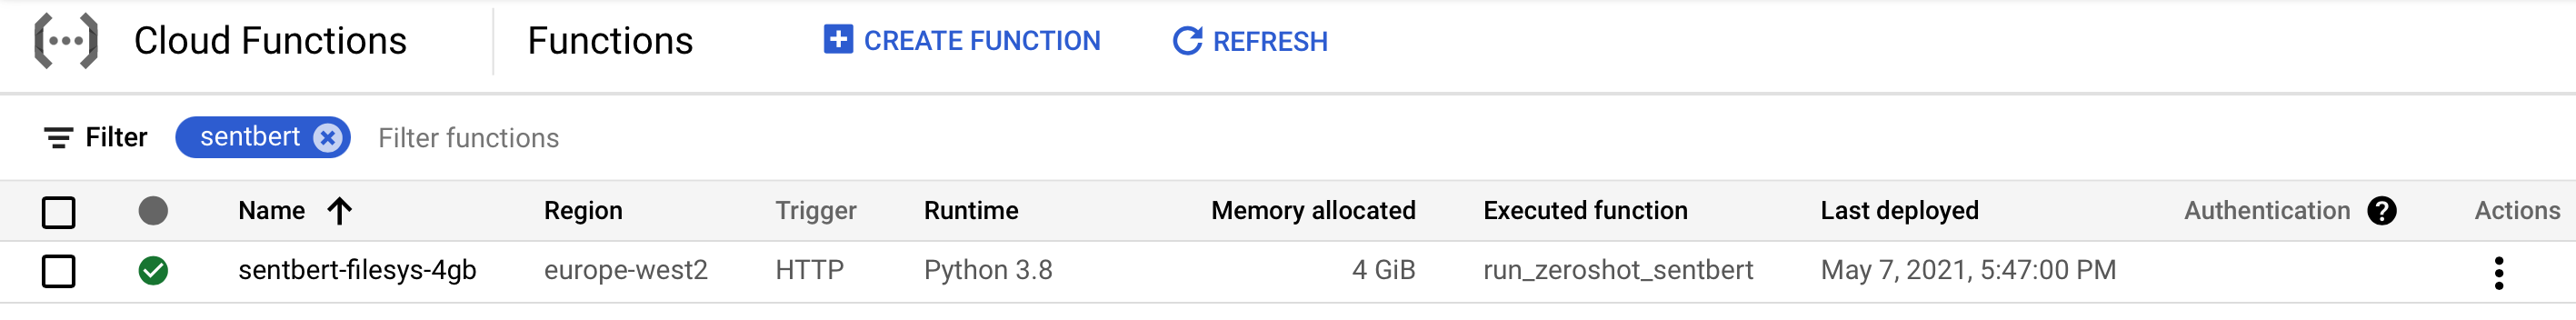 Cloud Functions Functions CREATE FUNCTION REFRESH
Filter sentbert Filter functions
Name Region Trigger Runtime Memory allocated Executed function Last deployed Authentication ? Actions
sentbert-filesys-4gb europe-west2 HTTP Python 3.8 4 GiB run_zeroshot_sentbert May 7, 2021, 5:47:00 PM